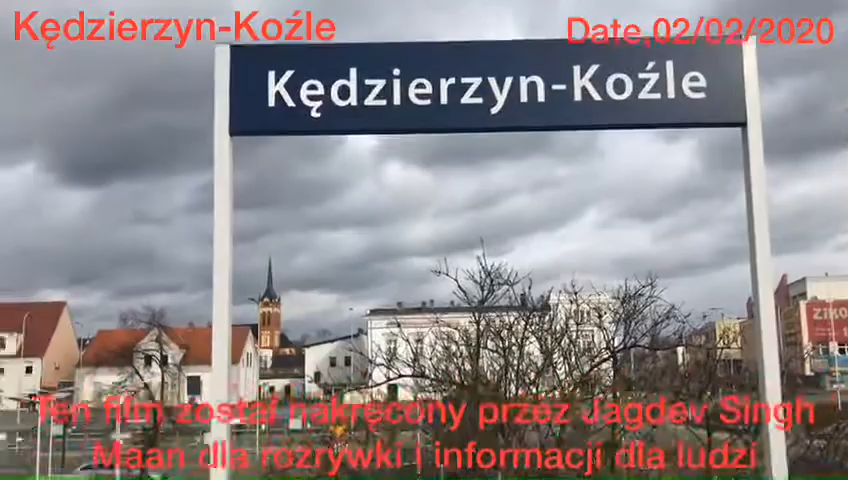 Kędzierzyn-Koźle
Date,02/02/2020
Kędzierzyn-Koźle
ZIKO
Ten film został nakręcony przez Jagdev Singh
Maan dla rozrywki i informacji dla ludzi